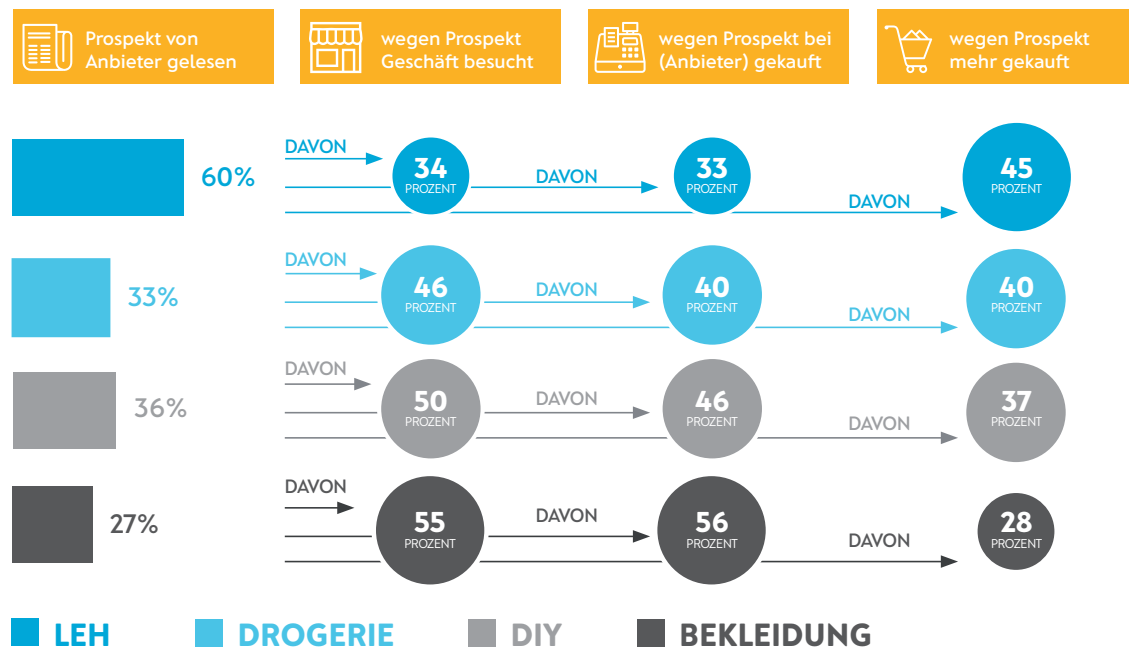 Prospekt von
Anbieter gelesen
wegen Prospekt
Geschäft besucht
wegen Prospekt bei
(Anbieter) gekauft
wegen Prospekt
mehr gekauft
60%
DAVON
34
PROZENT
DAVON
33
PROZENT
DAVON
45
PROZENT
33%
DAVON
46
PROZENT
DAVON
40
PROZENT
DAVON
40
PROZENT
36%
DAVON
50
PROZENT
DAVON
46
PROZENT
DAVON
37
PROZENT
27%
DAVON
55
PROZENT
DAVON
56
PROZENT
DAVON
28
PROZENT
LEH
DROGERIE
DIY
BEKLEIDUNG